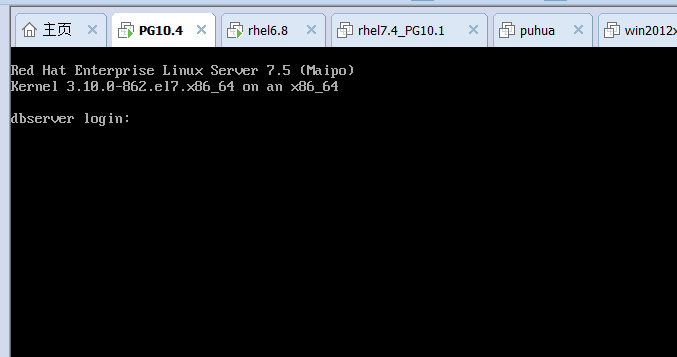 主页 PG10.4 rhel6.8 rhel7.4_PG10.1 puhua win2012x
Red Hat Enterprise Linux Server 7.5 (Maipo)
Kernel 3.10.0-862.el7.x86_64 on an x86_64
dbserver login: